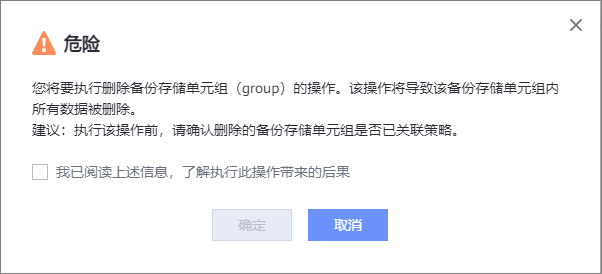 危险
您将要执行删除备份存储单元组（group）的操作。该操作将导致该备份存储单元组内
所有数据被删除。
建议：执行该操作前，请确认删除的备份存储单元组是否已关联策略。
我已阅读上述信息，了解执行此操作带来的后果
确定
取消